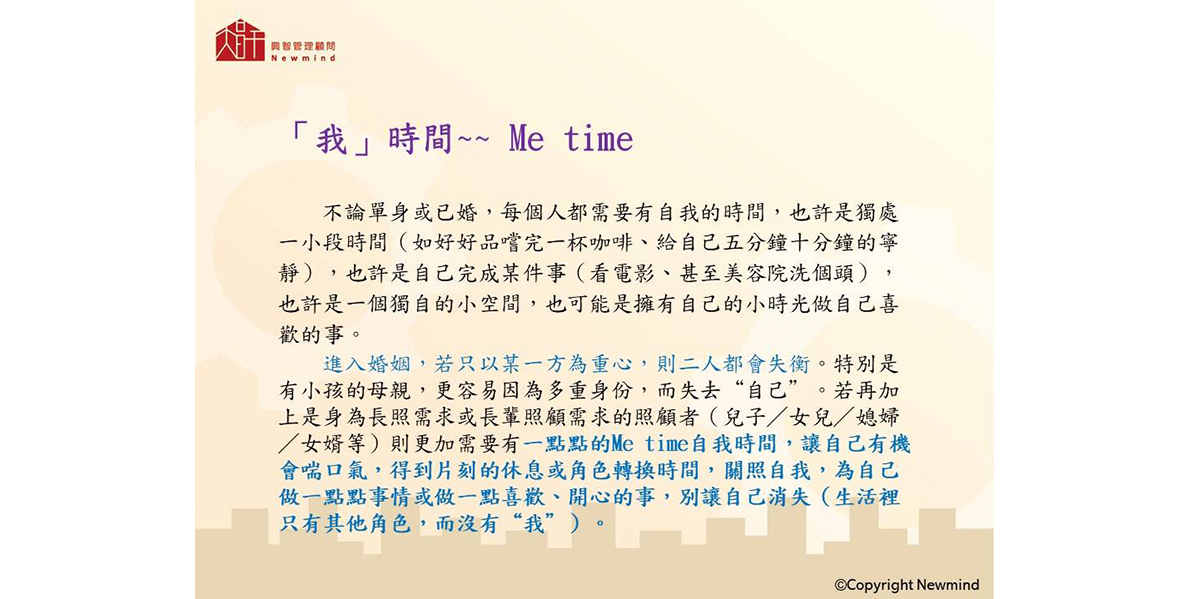 興智管理顧問
Newmind
「我」時間~~ Me time
不論單身或已婚，每個人都需要有自我的時間，也許是獨處
一小段時間（如好好品嚐完一杯咖啡、給自己五分鐘十分鐘的寧
靜），也許是自己完成某件事（看電影、甚至美容院洗個頭），
也許是一個獨自的小空間，也可能是擁有自己的小時光做自己喜
歡的事。
進入婚姻，若只以某一方為重心，則二人都會失衡。特別是
有小孩的母親，更容易因為多重身份，而失去“自己”。若再加
上是身為長照需求或長輩照顧需求的照顧者（兒子／女兒／媳婦
／女婿等）則更加需要有一點點的Me time自我時間，讓自己有機
會喘口氣，得到片刻的休息或角色轉換時間，關照自我，為自己
做一點點事情或做一點喜歡、開心的事，別讓自己消失（生活裡
只有其他角色，而沒有“我”）。
©Copyright Newmind